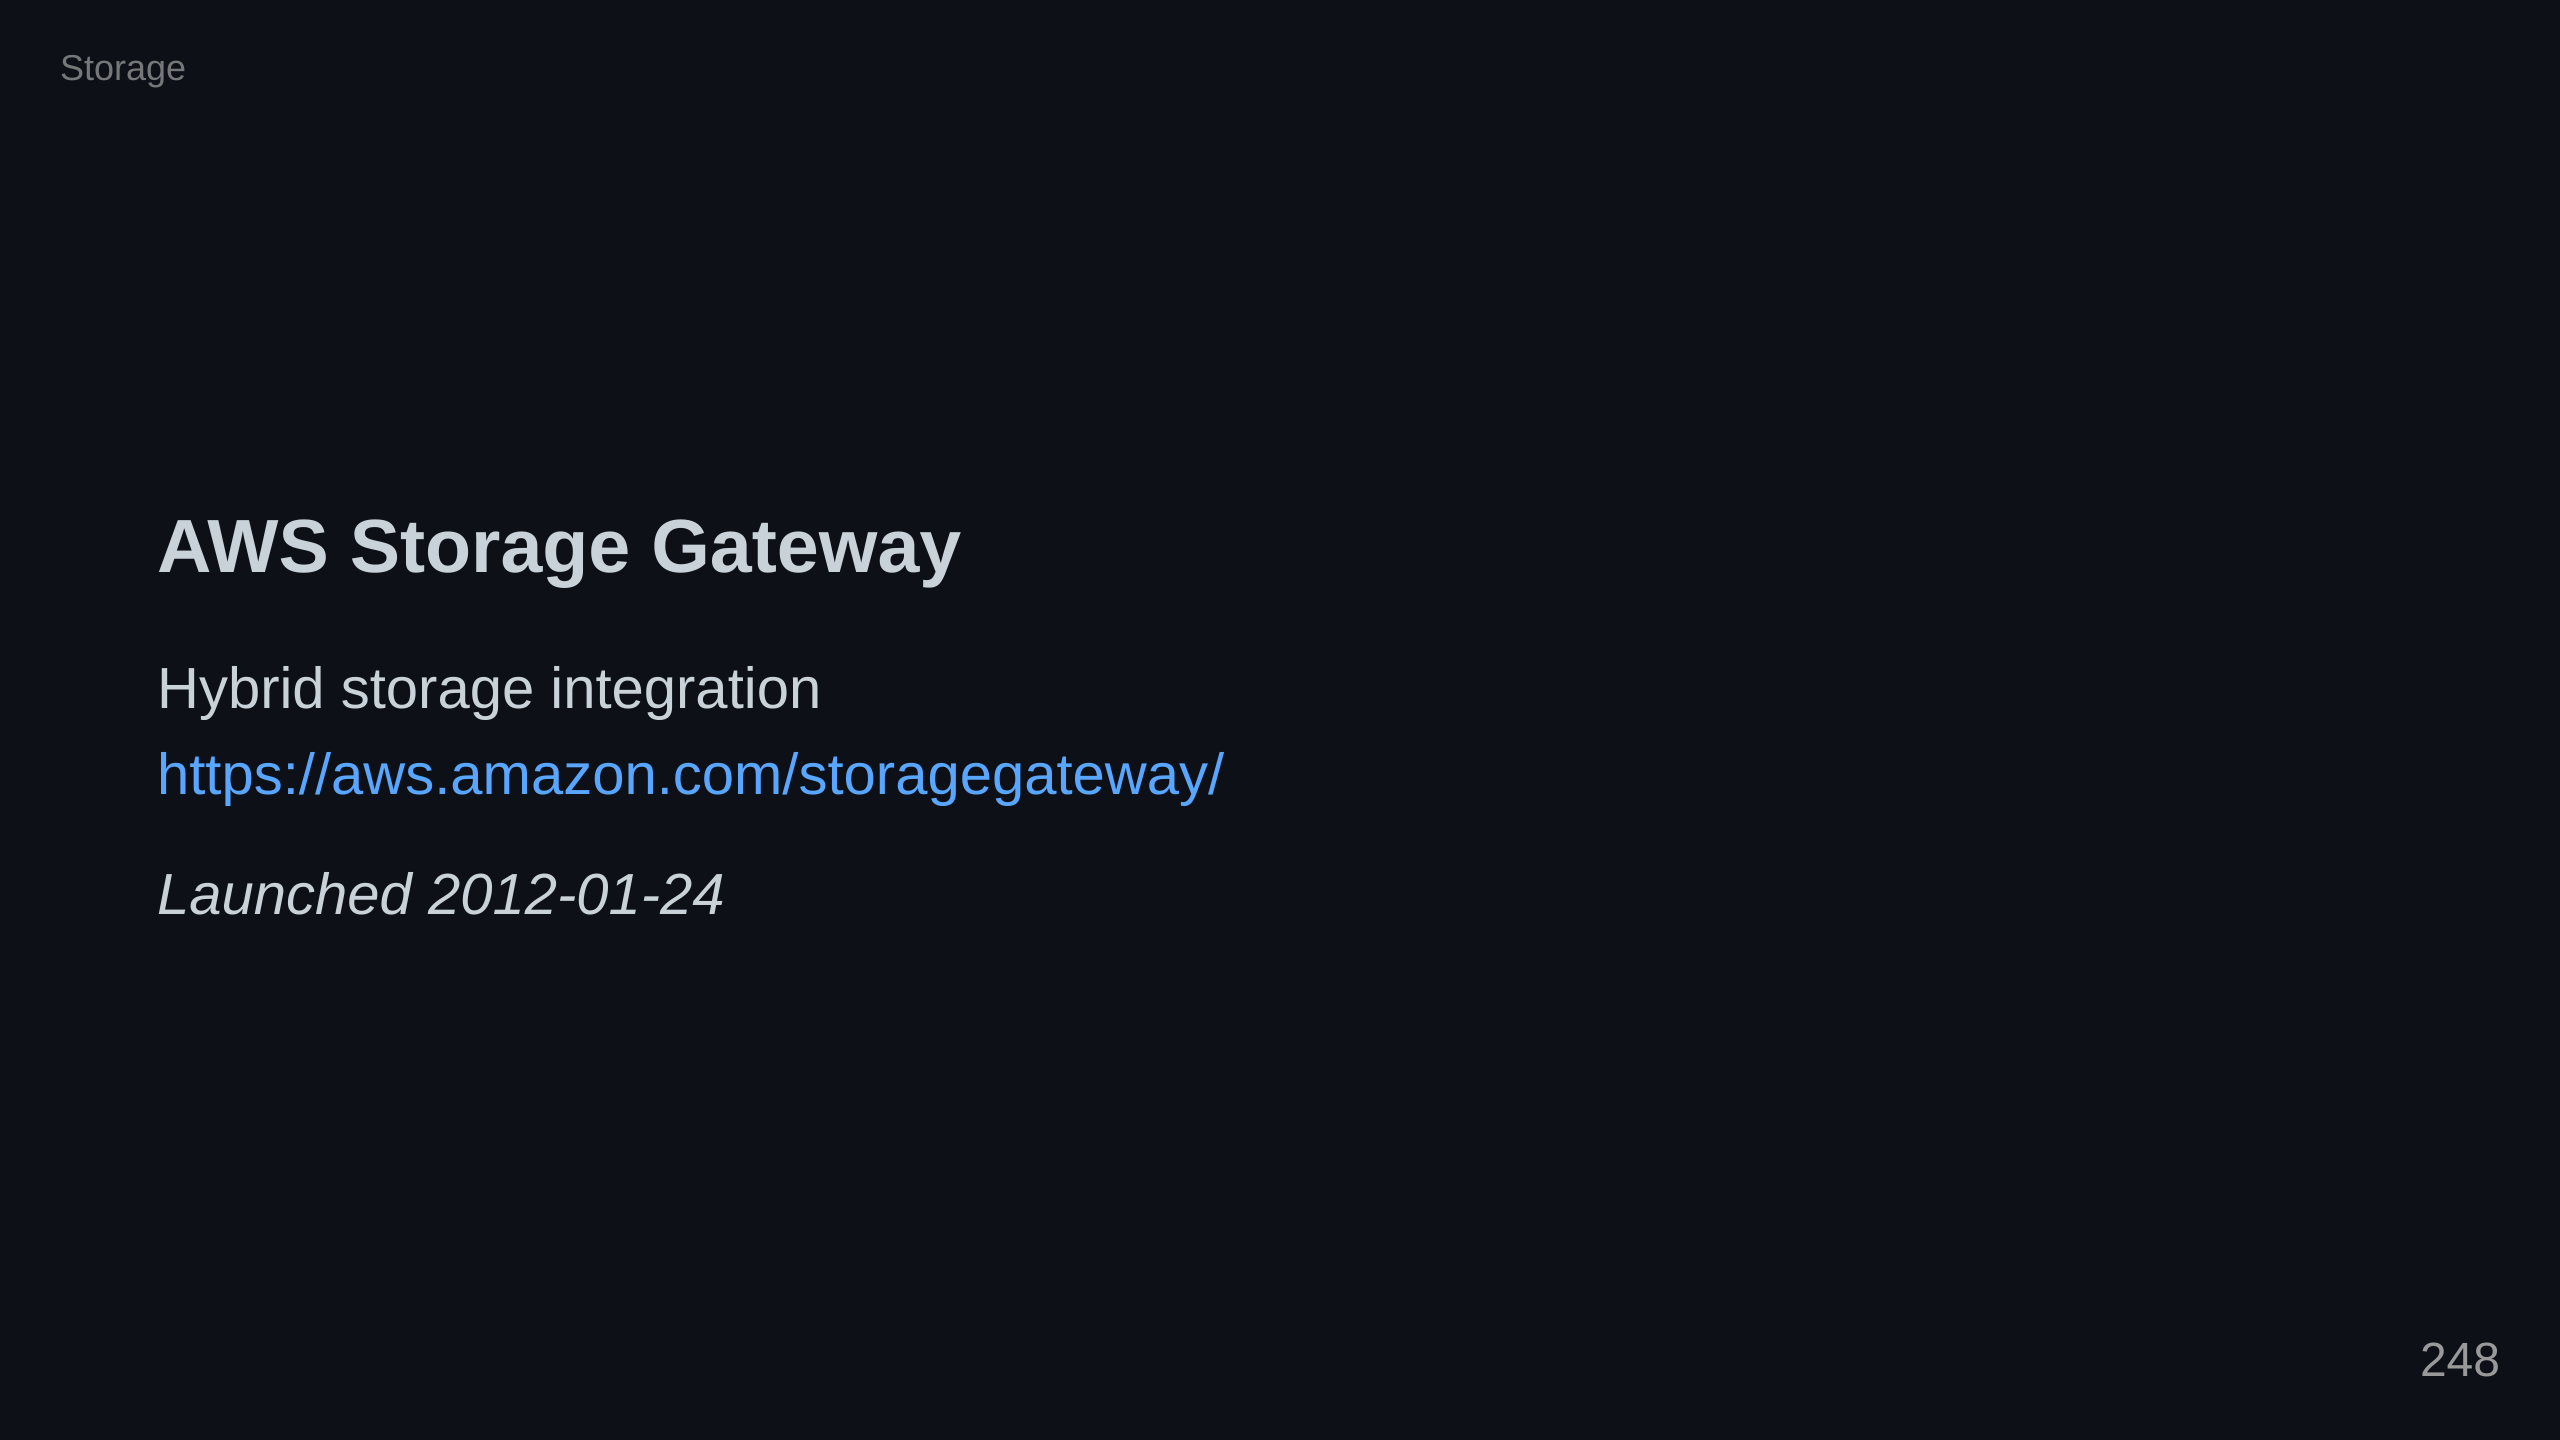 Storage
AWS Storage Gateway
Hybrid storage integration
https://aws.amazon.com/storagegateway/
Launched 2012-01-24
248